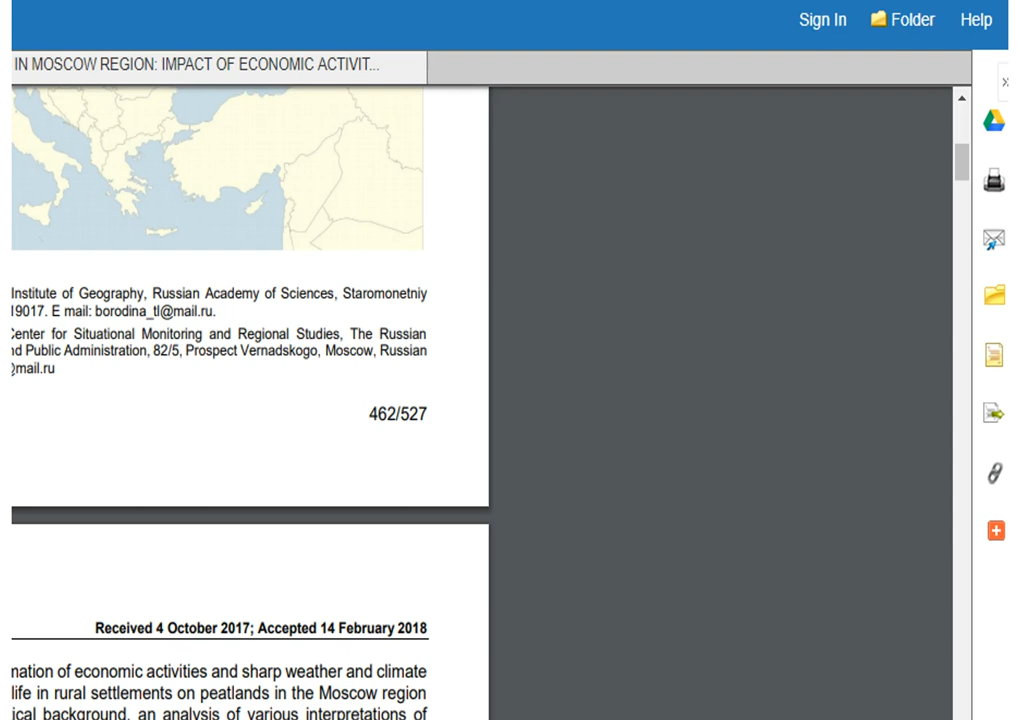 Sign In Folder Help
IN MOSCOW REGION: IMPACT OF ECONOMIC ACTIVIT...
Institute of Geography, Russian Academy of Sciences, Staromonetniy
19017. E mail: borodina_tl@mail.ru.
Center for Situational Monitoring and Regional Studies, The Russian
nd Public Administration, 82/5, Prospect Vernadskogo, Moscow, Russian
@mail.ru
462/527
Received 4 October 2017; Accepted 14 February 2018
mation of economic activities and sharp weather and climate
life in rural settlements on peatlands in the Moscow region
ical background, an analysis of various interpretations of